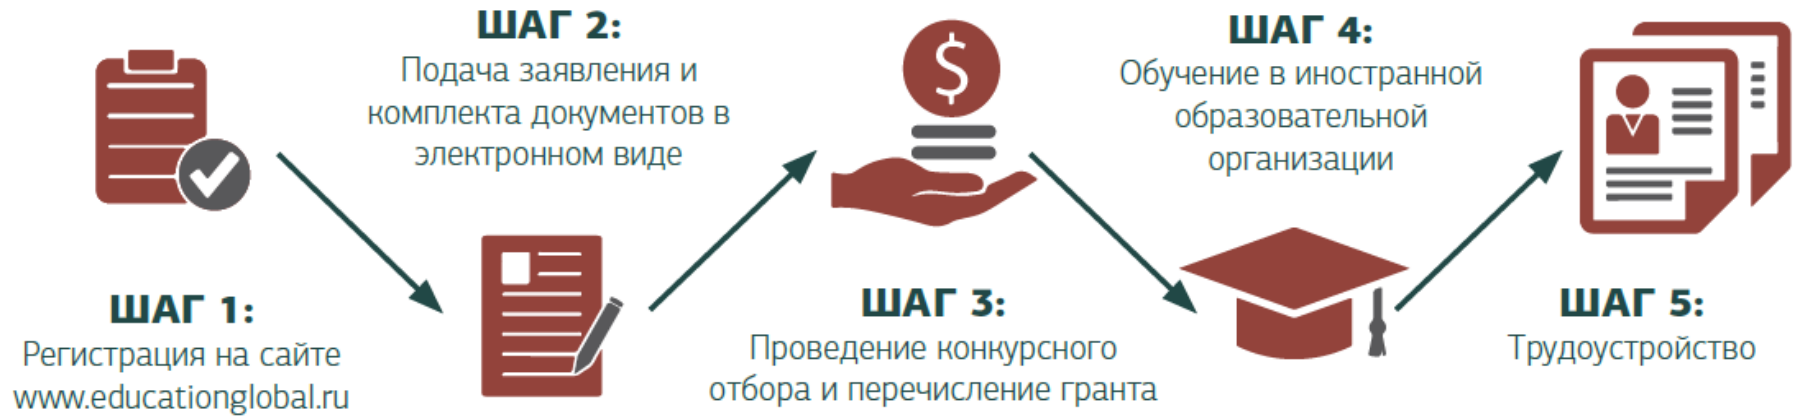 ШАГ 1:
Регистрация на сайте
www.educationglobal.ru
ШАГ 2:
Подача заявления и
комплекта документов в
электронном виде
ШАГ 3:
Проведение конкурсного
отбора и перечисление гранта
ШАГ 4:
Обучение в иностранной
образовательной
организации
ШАГ 5:
Трудоустройство